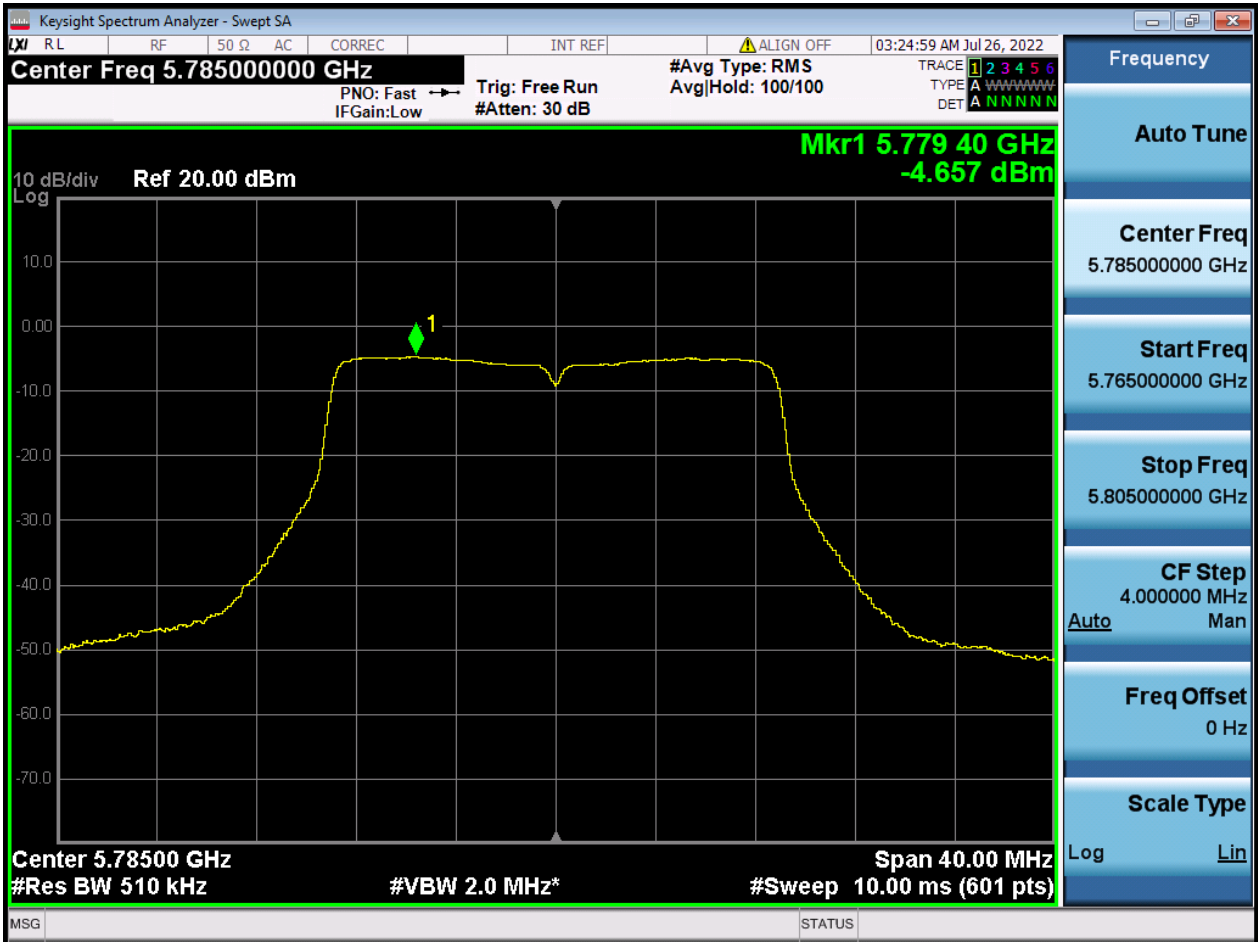 Keysight Spectrum Analyzer - Swept SA
LXI RL RF 50 Ω AC CORREC INT REF ALIGN OFF 03:24:59 AM Jul 26, 2022
Center Freq 5.785000000 GHz
PNO: Fast
IFGain:Low
Trig: Free Run
#Atten: 30 dB
#Avg Type: RMS
Avg|Hold: 100/100
TRACE 1 2 3 4 5 6
TYPE A WWWWW
DET A N N N N N
Mkr1 5.779 40 GHz
-4.657 dBm
10 dB/div
Log
Ref 20.00 dBm
10.0
0.00
-10.0
-20.0
-30.0
-40.0
-50.0
-60.0
-70.0
1
Center 5.78500 GHz
Span 40.00 MHz
#Res BW 510 kHz
#VBW 2.0 MHz*
#Sweep 10.00 ms (601 pts)
MSG
STATUS
Frequency
Auto Tune
Center Freq
5.785000000 GHz
Start Freq
5.765000000 GHz
Stop Freq
5.805000000 GHz
CF Step
4.000000 MHz
Auto Man
Freq Offset
0 Hz
Scale Type
Log Lin